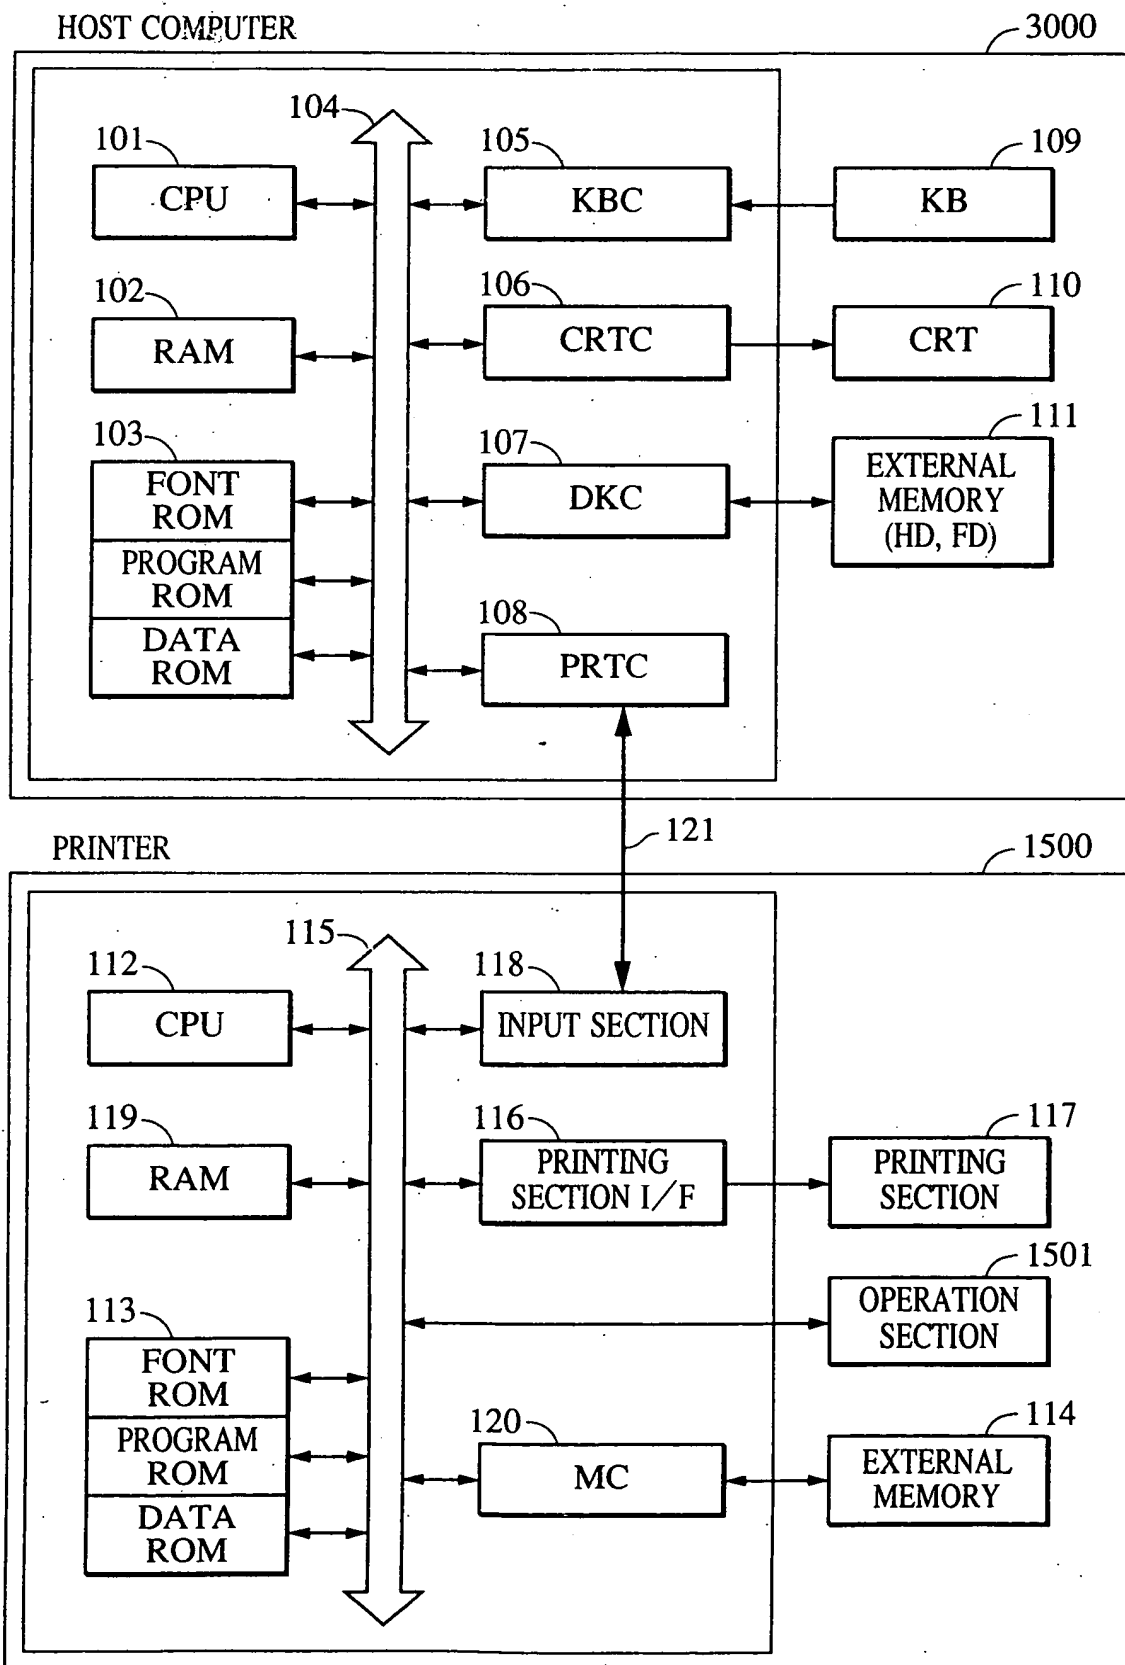 HOST COMPUTER
3000
104
101
CPU
105
KBC
109
KB
102
RAM
106
CRTC
110
CRT
103
FONT
ROM
PROGRAM
ROM
DATA
ROM
107
DKC
111
EXTERNAL
MEMORY
(HD, FD)
108
PRTC
121
PRINTER
1500
115
112
CPU
118
INPUT SECTION
119
RAM
116
PRINTING
SECTION I/F
117
PRINTING
SECTION
1501
OPERATION
SECTION
113
FONT
ROM
PROGRAM
ROM
DATA
ROM
120
MC
114
EXTERNAL
MEMORY